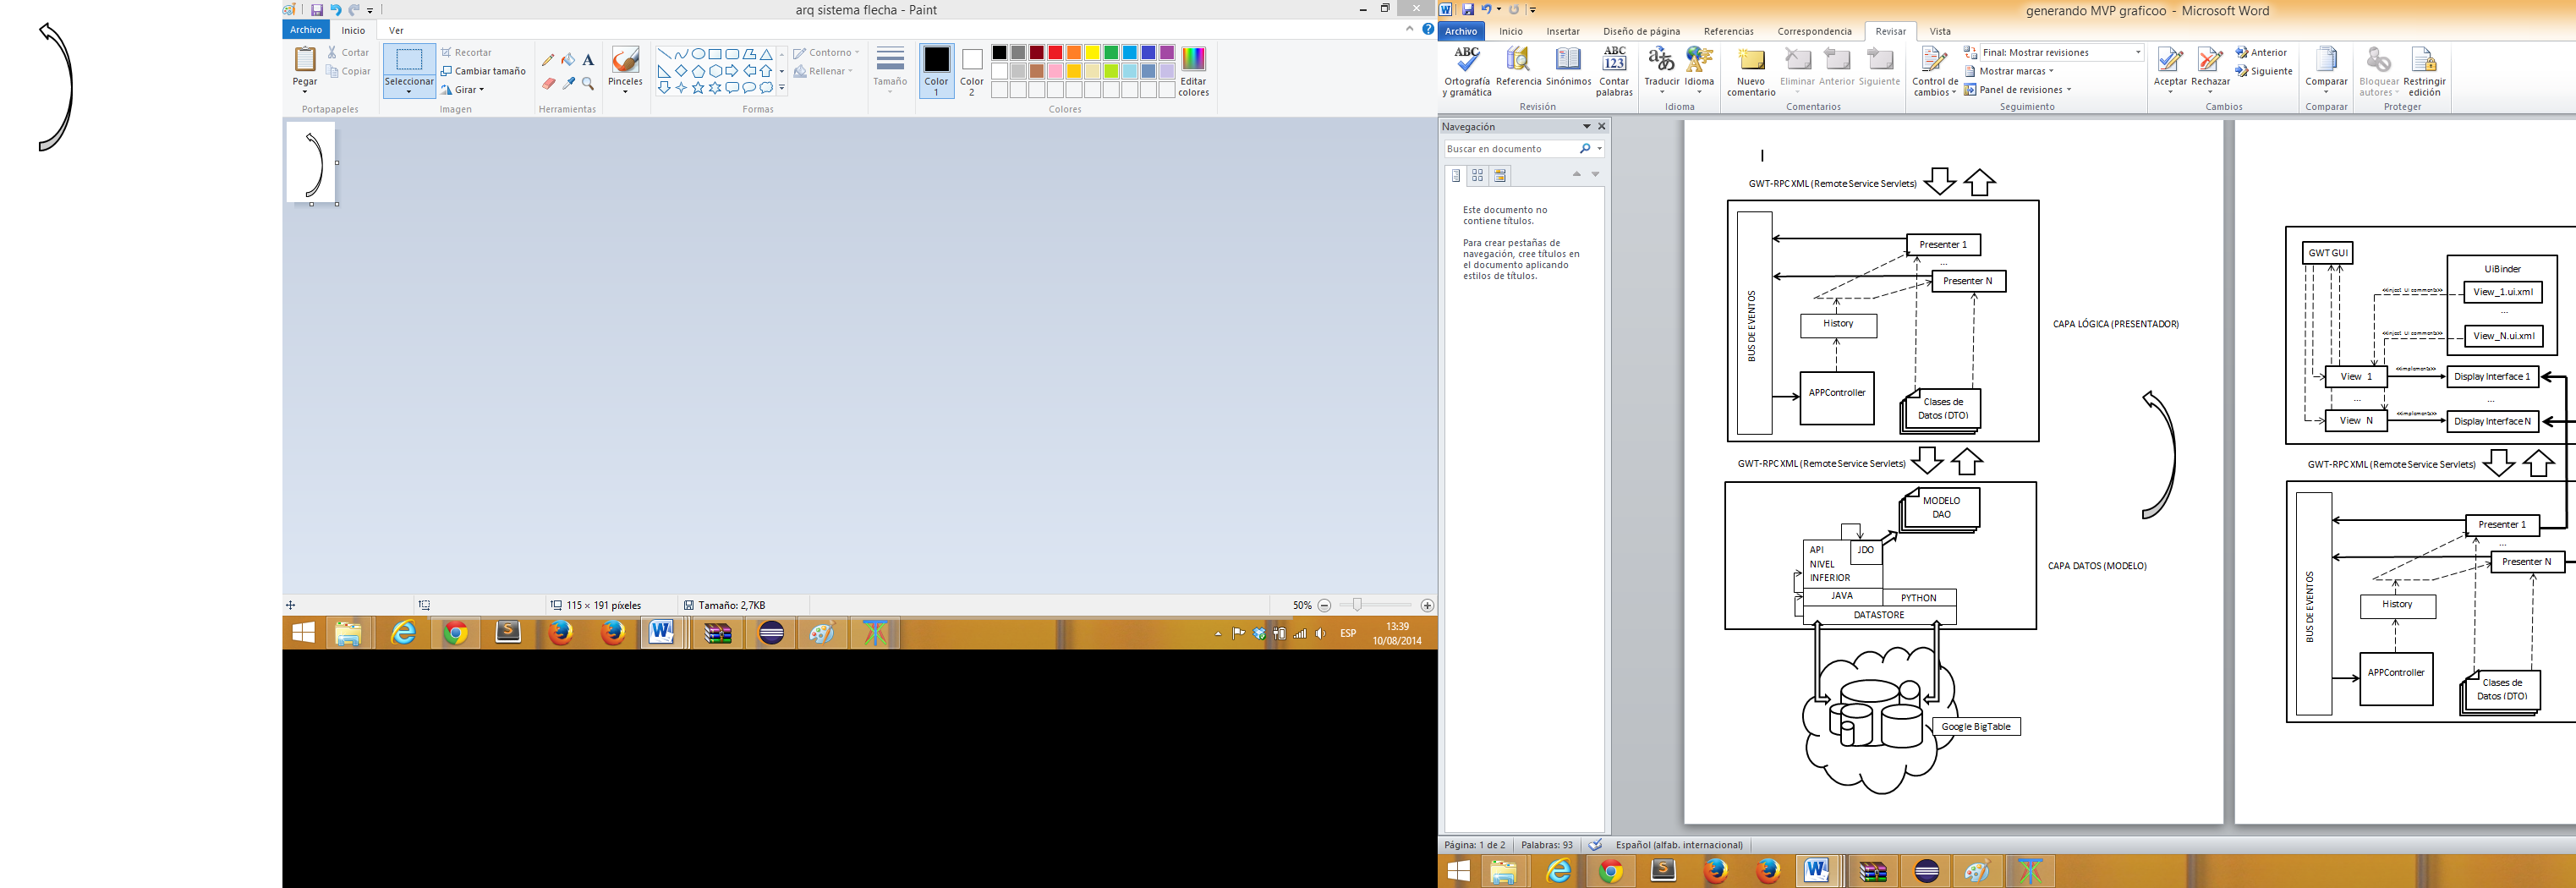 arq sistema flecha - Paint
Archivo Inicio Ver
Pegar
Cortar
Copiar
Portapapeles
Seleccionar
Recortar
Cambiar tamaño
Girar
Imagen
A
Herramientas
Pinceles
Contorno
Rellenar
Formas
Tamaño
Color
1
Color
2
Editar
colores
Colores
115 × 191 píxeles
Tamaño: 2,7KB
50%
ESP
13:39
10/08/2014
generando MVP graficoo - Microsoft Word
Archivo Inicio Insertar Diseño de página Referencias Correspondencia Revisar Vista
ABC
Ortografía
y gramática
Referencia
Sinónimos
ABC
123
Contar
palabras
Revisión
Traducir
Idioma
Idioma
Nuevo
comentario
Eliminar
Anterior
Siguiente
Comentarios
Control de
cambios
Final: Mostrar revisiones
Mostrar marcas
Panel de revisiones
Seguimiento
Aceptar
Rechazar
Anterior
Siguiente
Cambios
Comparar
Comparar
Bloquear
autores
Restringir
edición
Proteger
Navegación
Buscar en documento
Este documento no
contiene títulos.
Para crear pestañas de
navegación, cree títulos en
el documento aplicando
estilos de títulos.
GWT-RPC XML (Remote Service Servlets)
BUS DE EVENTOS
Presenter 1
...
Presenter N
History
APPController
Clases de
Datos (DTO)
CAPA LÓGICA (PRESENTADOR)
GWT-RPC XML (Remote Service Servlets)
MODELO
DAO
API
NIVEL
INFERIOR
JDO
JAVA
PYTHON
DATASTORE
CAPA DATOS (MODELO)
Google BigTable
GWT GUI
UiBinder
View_1.ui.xml
...
View_N.ui.xml
View 1
<<implements>>
Display Interface 1
...
...
View N
<<implements>>
Display Interface N
GWT-RPC XML (Remote Service Servlets)
BUS DE EVENTOS
Presenter 1
...
Presenter N
History
APPController
Clases de
Datos (DTO)
Página: 1 de 2
Palabras: 93
Español (alfab. internacional)